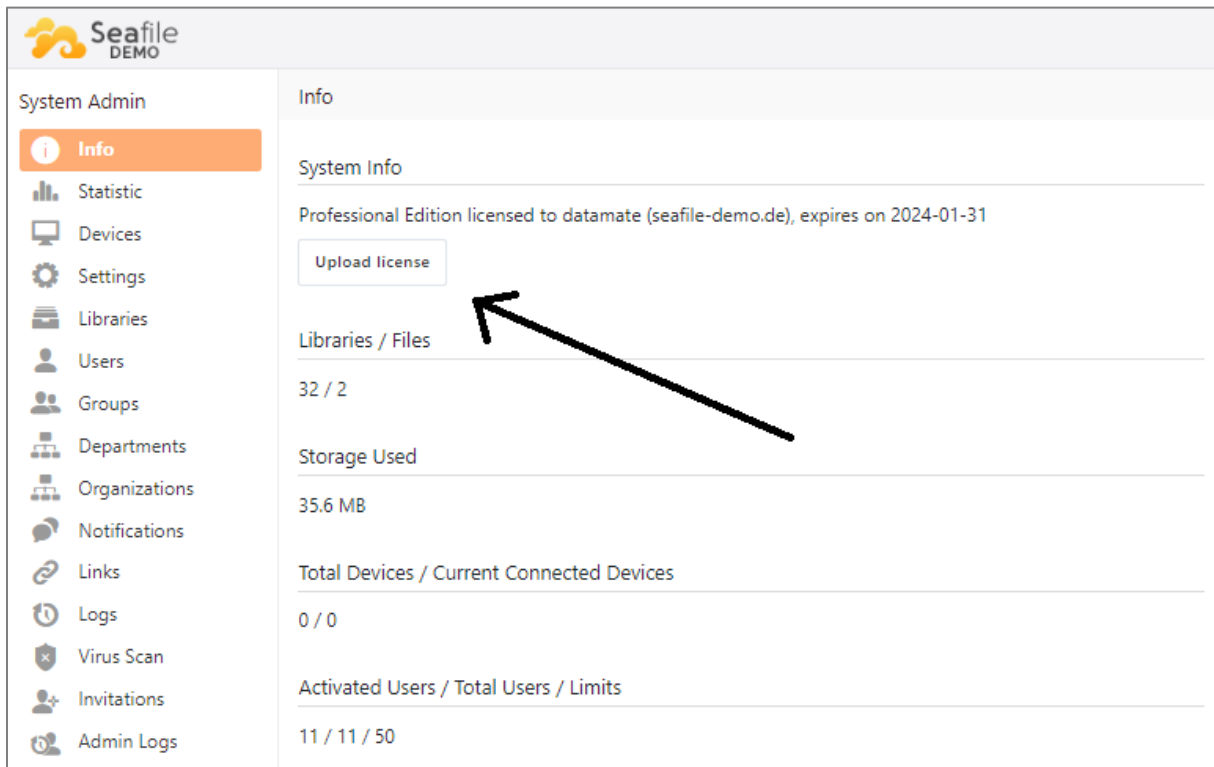 Seafile
DEMO
System Admin
Info
Statistic
Devices
Settings
Libraries
Users
Groups
Departments
Organizations
Notifications
Links
Logs
Virus Scan
Invitations
Admin Logs
Info
System Info
Professional Edition licensed to datamate (seafile-demo.de), expires on 2024-01-31
Upload license
Libraries / Files
32 / 2
Storage Used
35.6 MB
Total Devices / Current Connected Devices
0 / 0
Activated Users / Total Users / Limits
11 / 11 / 50